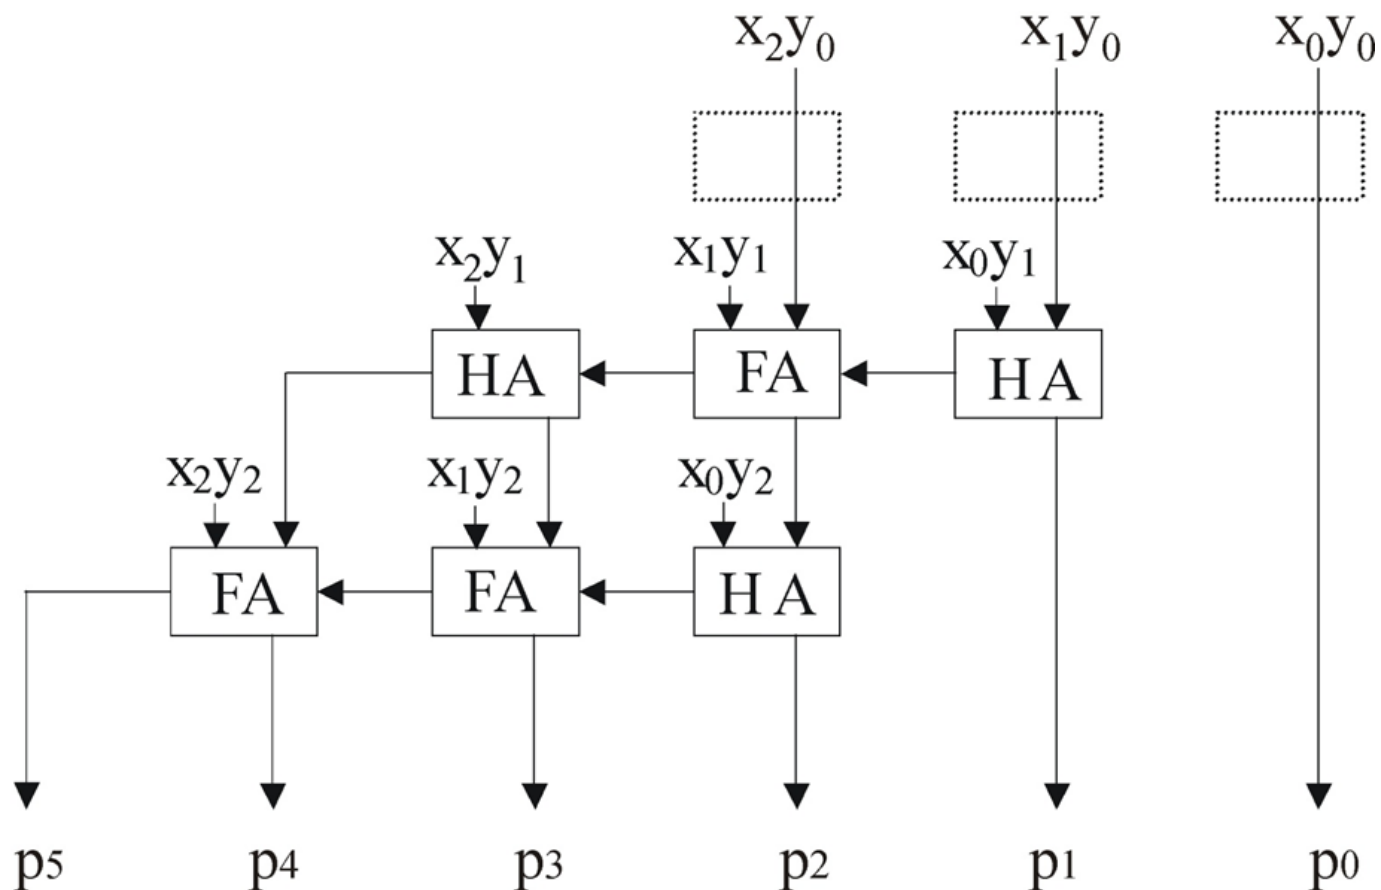 x₂y₀ x₁y₀ x₀y₀
x₂y₁ x₁y₁ x₀y₁
HA FA HA
x₂y₂ x₁y₂ x₀y₂
FA FA HA
p5 p4 p3 p2 p1 p0